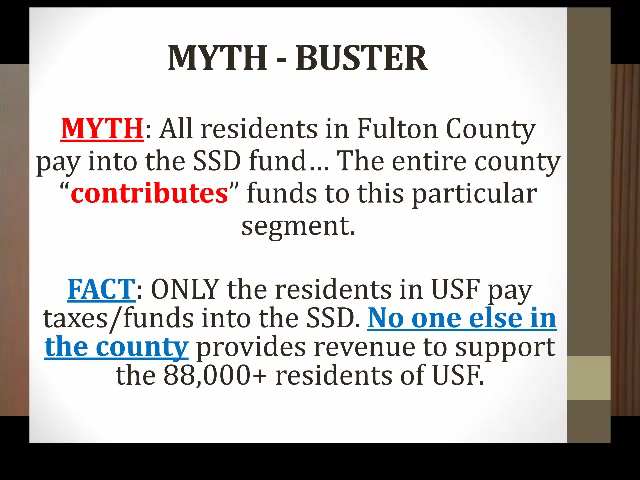 MYTH - BUSTER
MYTH: All residents in Fulton County
pay into the SSD fund… The entire county
“contributes” funds to this particular
segment.
FACT: ONLY the residents in USF pay
taxes/funds into the SSD. No one else in
the county provides revenue to support
the 88,000+ residents of USF.